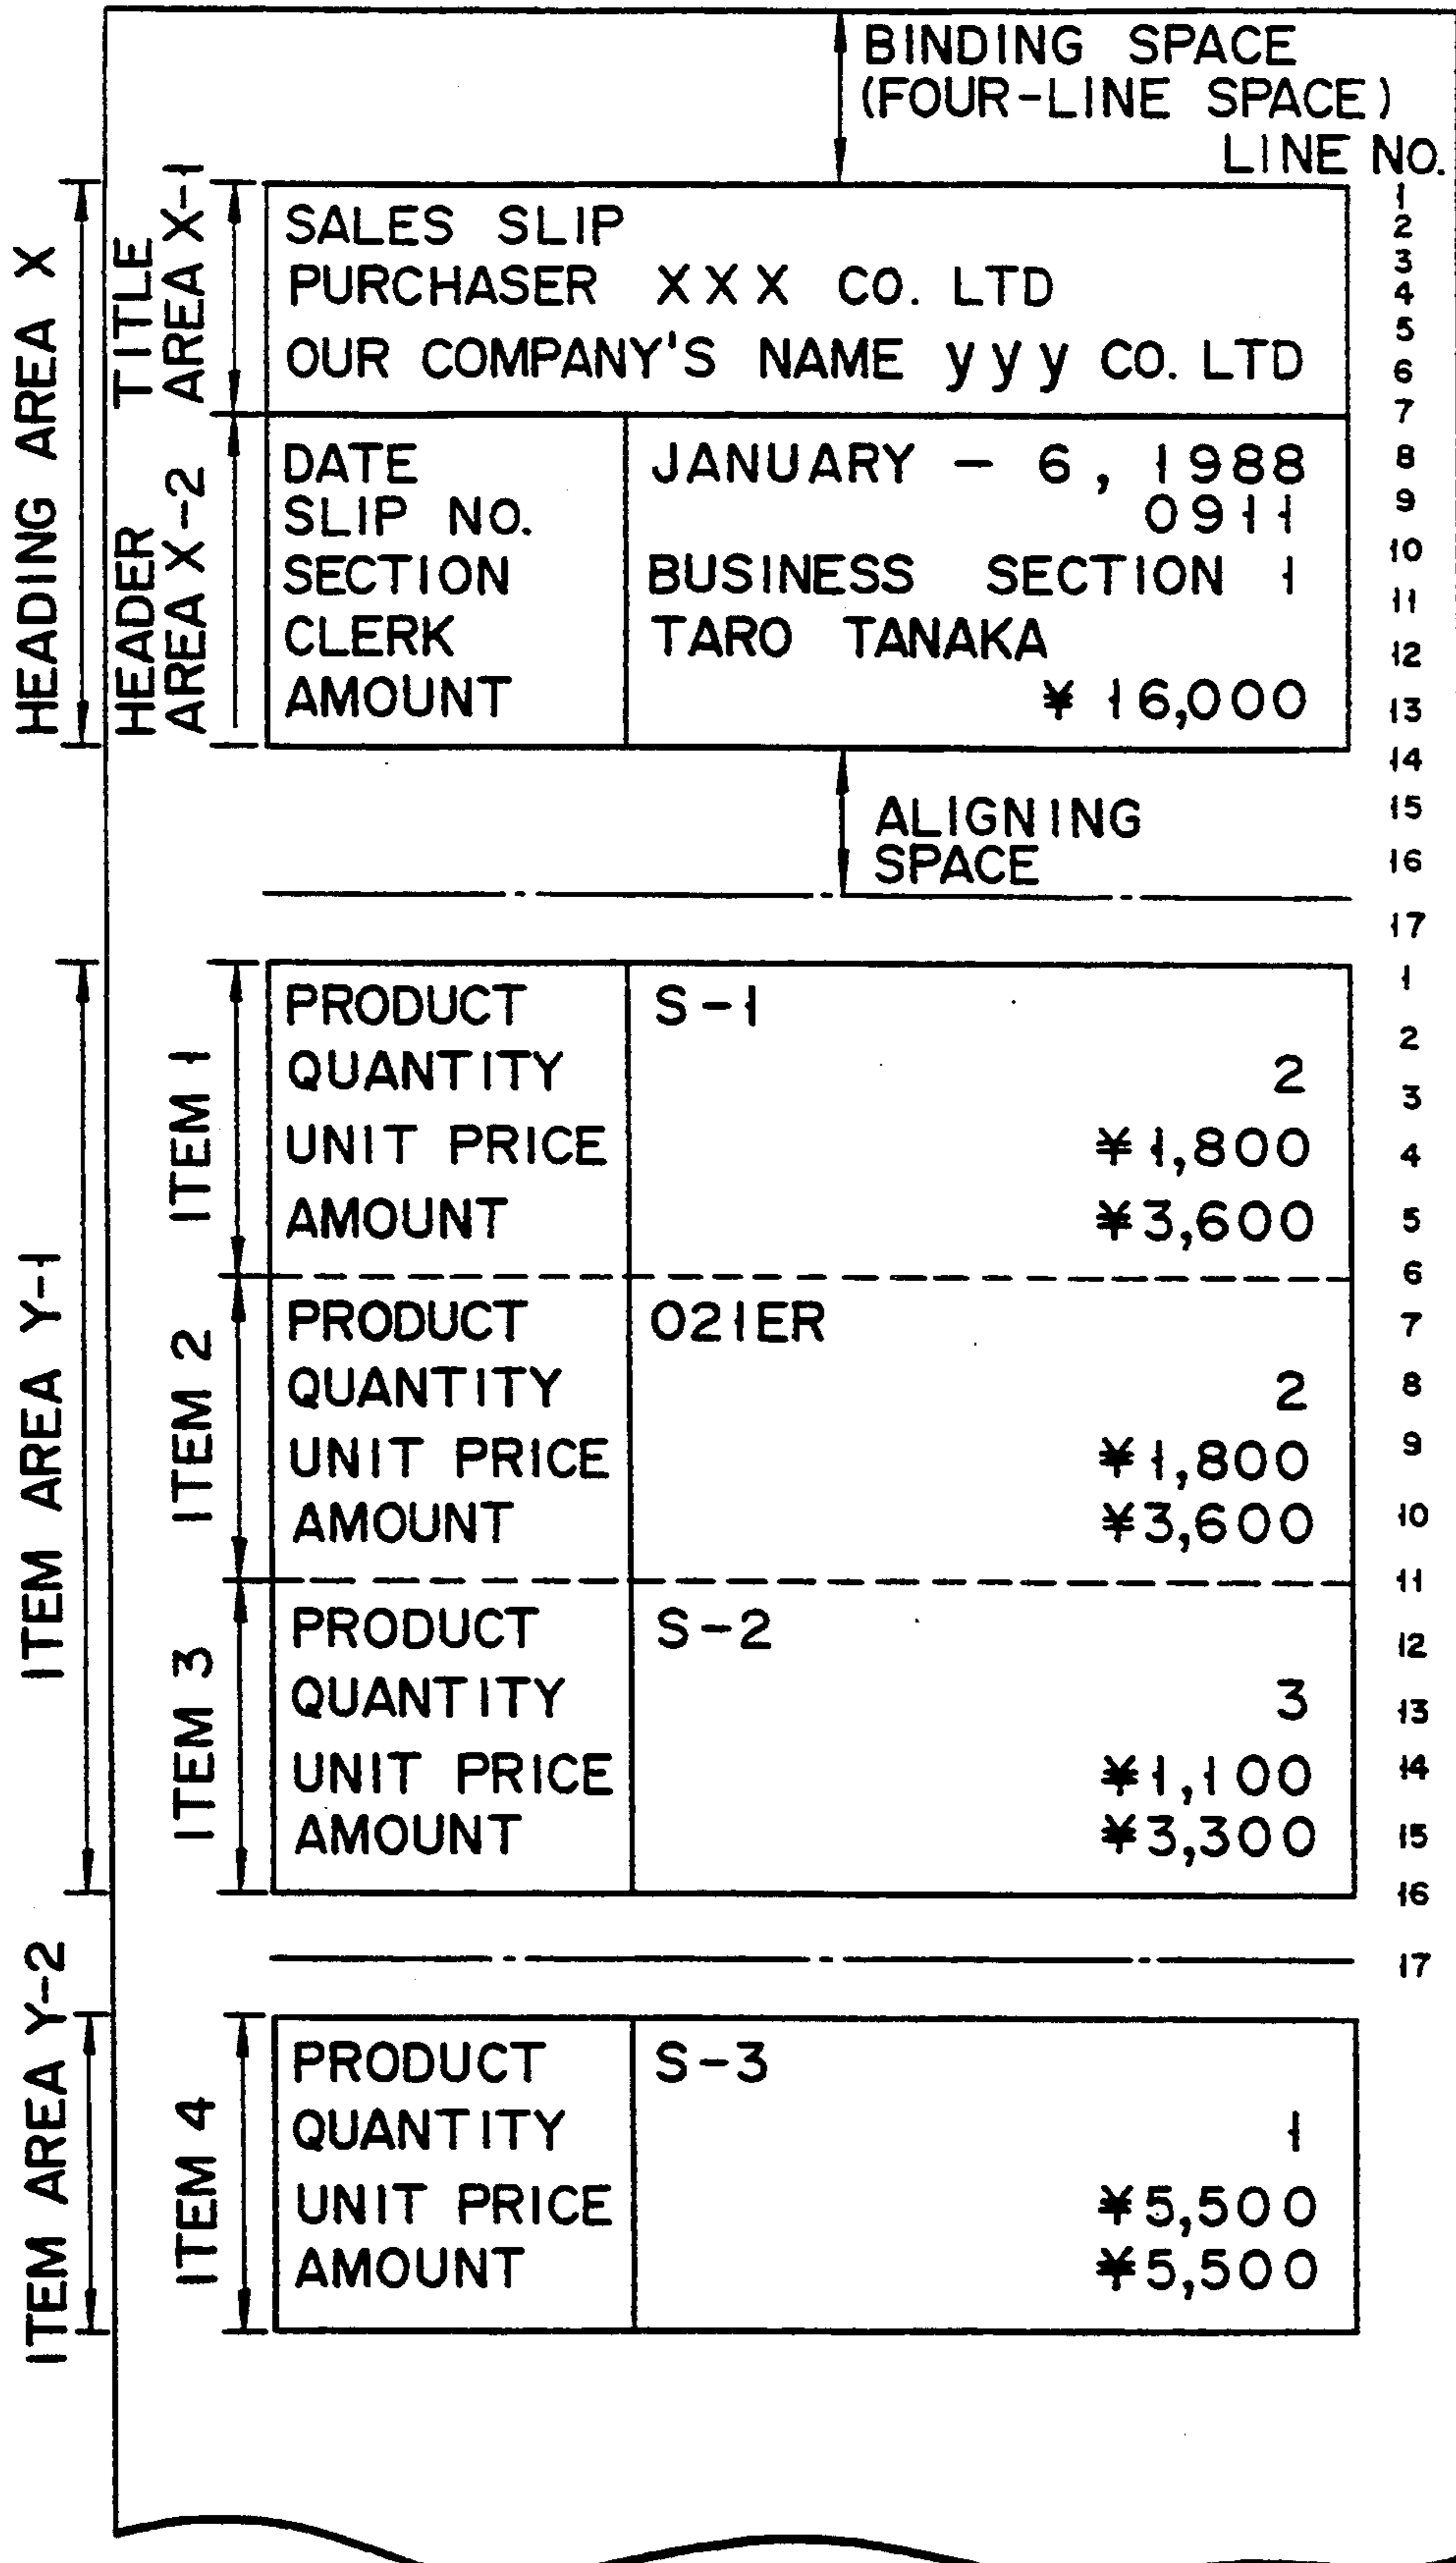 BINDING SPACE
(FOUR-LINE SPACE)
LINE NO.
HEADING AREA X
TITLE
AREA X-1
SALES SLIP
PURCHASER XXX CO. LTD
OUR COMPANY'S NAME yyy CO. LTD
1
2
3
4
5
6
7
HEADER
AREA X-2
DATE JANUARY - 6, 1988
SLIP NO. 0911
SECTION BUSINESS SECTION 1
CLERK TARO TANAKA
AMOUNT ¥ 16,000
8
9
10
11
12
13
14
ALIGNING
SPACE
15
16
17
ITEM AREA Y-1
ITEM 1
PRODUCT S-1
QUANTITY 2
UNIT PRICE ¥1,800
AMOUNT ¥3,600
1
2
3
4
5
6
ITEM 2
PRODUCT 021ER
QUANTITY 2
UNIT PRICE ¥1,800
AMOUNT ¥3,600
7
8
9
10
11
ITEM 3
PRODUCT S-2
QUANTITY 3
UNIT PRICE ¥1,100
AMOUNT ¥3,300
12
13
14
15
16
17
ITEM AREA Y-2
ITEM 4
PRODUCT S-3
QUANTITY 1
UNIT PRICE ¥5,500
AMOUNT ¥5,500